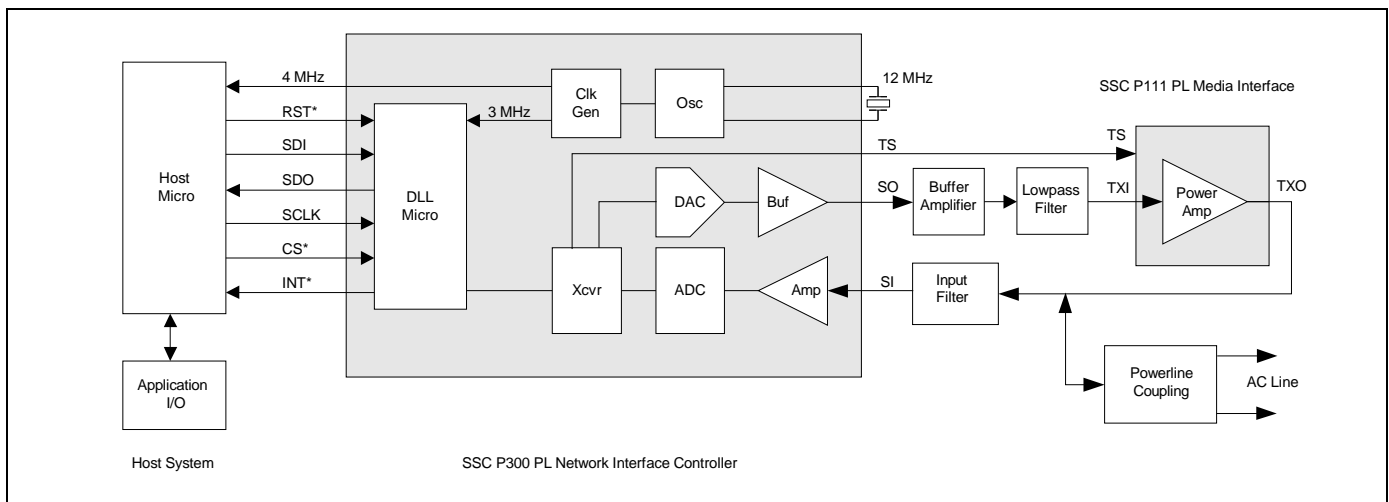 4 MHz
RST*
SDI
SDO
SCLK
CS*
INT*
Host
Micro
Application
I/O
Host System
DLL
Micro
3 MHz
Clk
Gen
Osc
12 MHz
TS
DAC
Buf
SO
Buffer
Amplifier
Lowpass
Filter
TXI
Xcvr
ADC
Amp
SI
Input
Filter
SSC P300 PL Network Interface Controller
SSC P111 PL Media Interface
TS
Power
Amp
TXO
Powerline
Coupling
AC Line